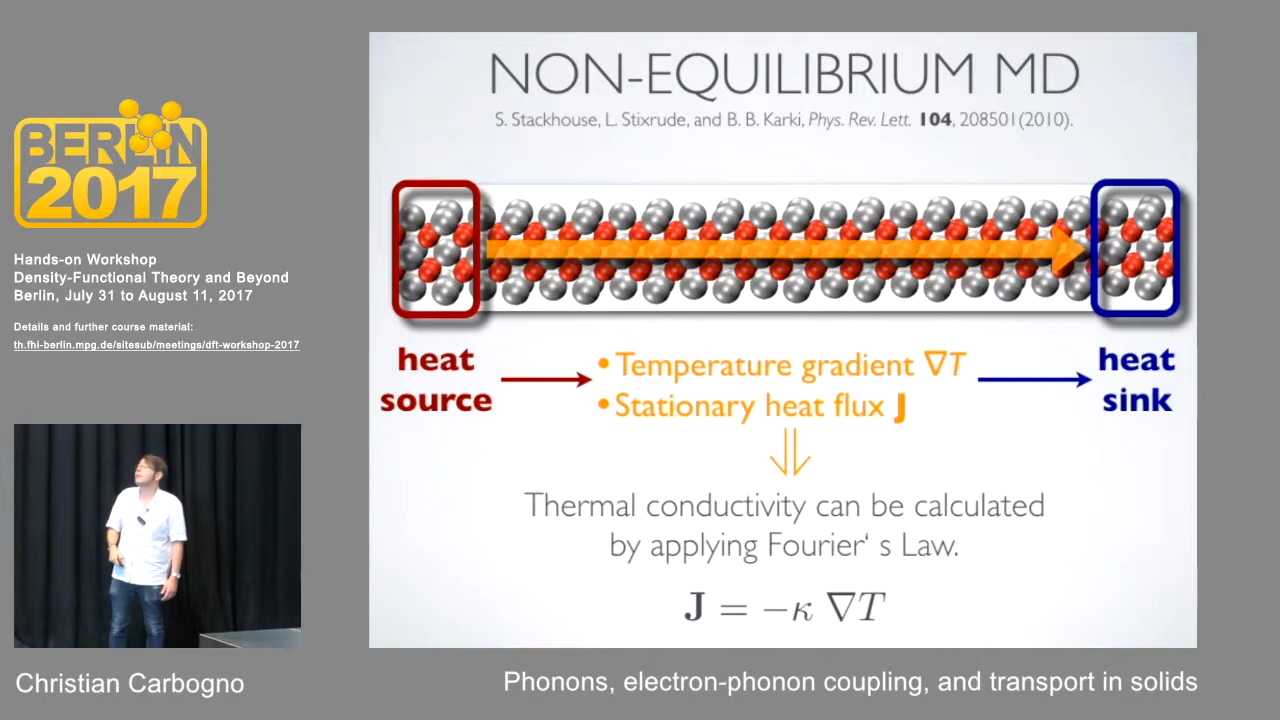 BERLIN
2017
Hands-on Workshop
Density-Functional Theory and Beyond
Berlin, July 31 to August 11, 2017
Details and further course material:
th.fhi-berlin.mpg.de/sitesub/meetings/dft-workshop-2017
NON-EQUILIBRIUM MD
S. Stackhouse, L. Stixrude, and B. B. Karki, Phys. Rev. Lett. 104, 208501(2010).
heat
source
• Temperature gradient ∇T
• Stationary heat flux J
heat
sink
Thermal conductivity can be calculated
by applying Fourier‘ s Law.
J = −κ ∇T
Christian Carbogno
Phonons, electron-phonon coupling, and transport in solids